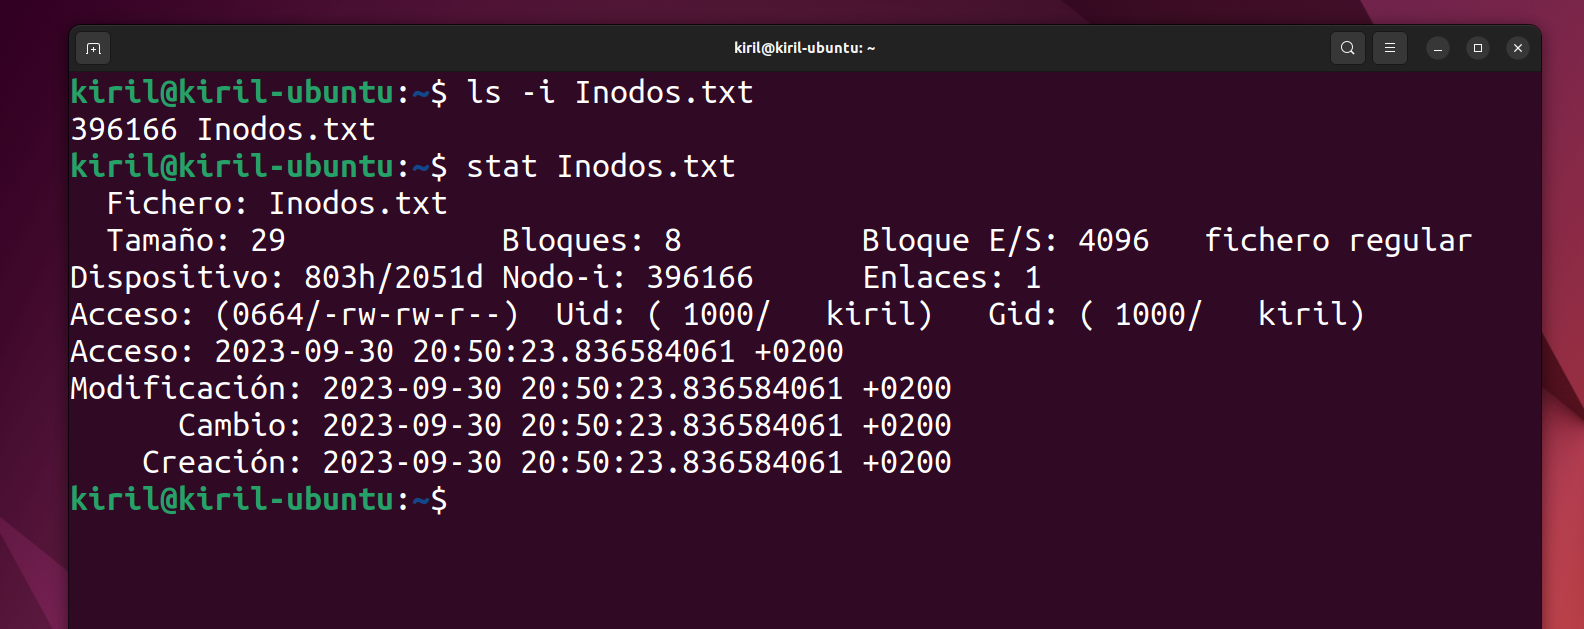 kiril@kiril-ubuntu: ~
kiril@kiril-ubuntu:~$ ls -i Inodos.txt
396166 Inodos.txt
kiril@kiril-ubuntu:~$ stat Inodos.txt
  Fichero: Inodos.txt
  Tamaño: 29            Bloques: 8          Bloque E/S: 4096   fichero regular
Dispositivo: 803h/2051d Nodo-i: 396166      Enlaces: 1
Acceso: (0664/-rw-rw-r--)  Uid: ( 1000/   kiril)   Gid: ( 1000/   kiril)
Acceso: 2023-09-30 20:50:23.836584061 +0200
Modificación: 2023-09-30 20:50:23.836584061 +0200
      Cambio: 2023-09-30 20:50:23.836584061 +0200
    Creación: 2023-09-30 20:50:23.836584061 +0200
kiril@kiril-ubuntu:~$